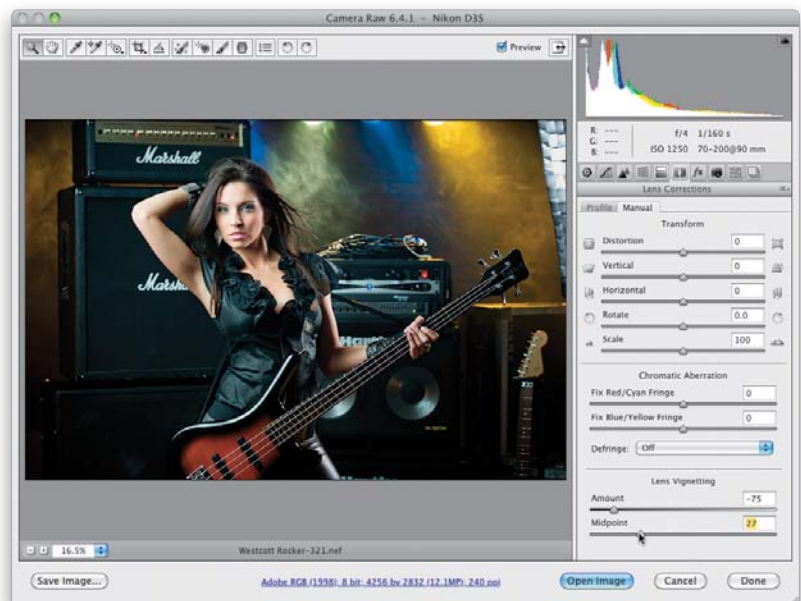 Camera Raw 6.4.1 – Nikon D3S
Preview
R: ---
G: ---
B: ---
f/4 1/160 s
ISO 1250 70–200@90 mm
Lens Corrections
Profile Manual
Transform
Distortion 0
Vertical 0
Horizontal 0
Rotate 0.0
Scale 100
Chromatic Aberration
Fix Red/Cyan Fringe 0
Fix Blue/Yellow Fringe 0
Defringe: Off
Lens Vignetting
Amount -75
Midpoint 27
Marshall
16.5%
Westcott Rocker-321.nef
Save Image...
Adobe RGB (1998); 8 bit; 4256 by 2832 (12.1MP); 240 ppi
Open Image
Cancel
Done